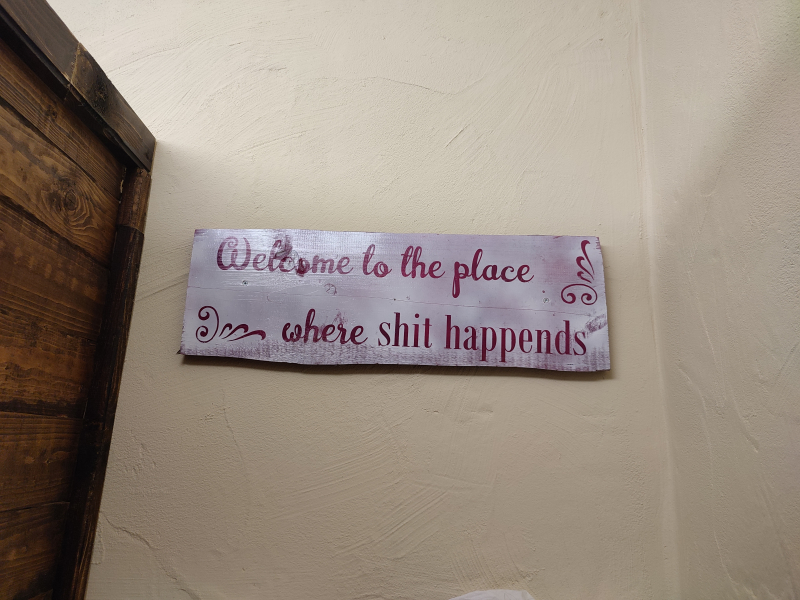 Welcome to the place
where shit happends